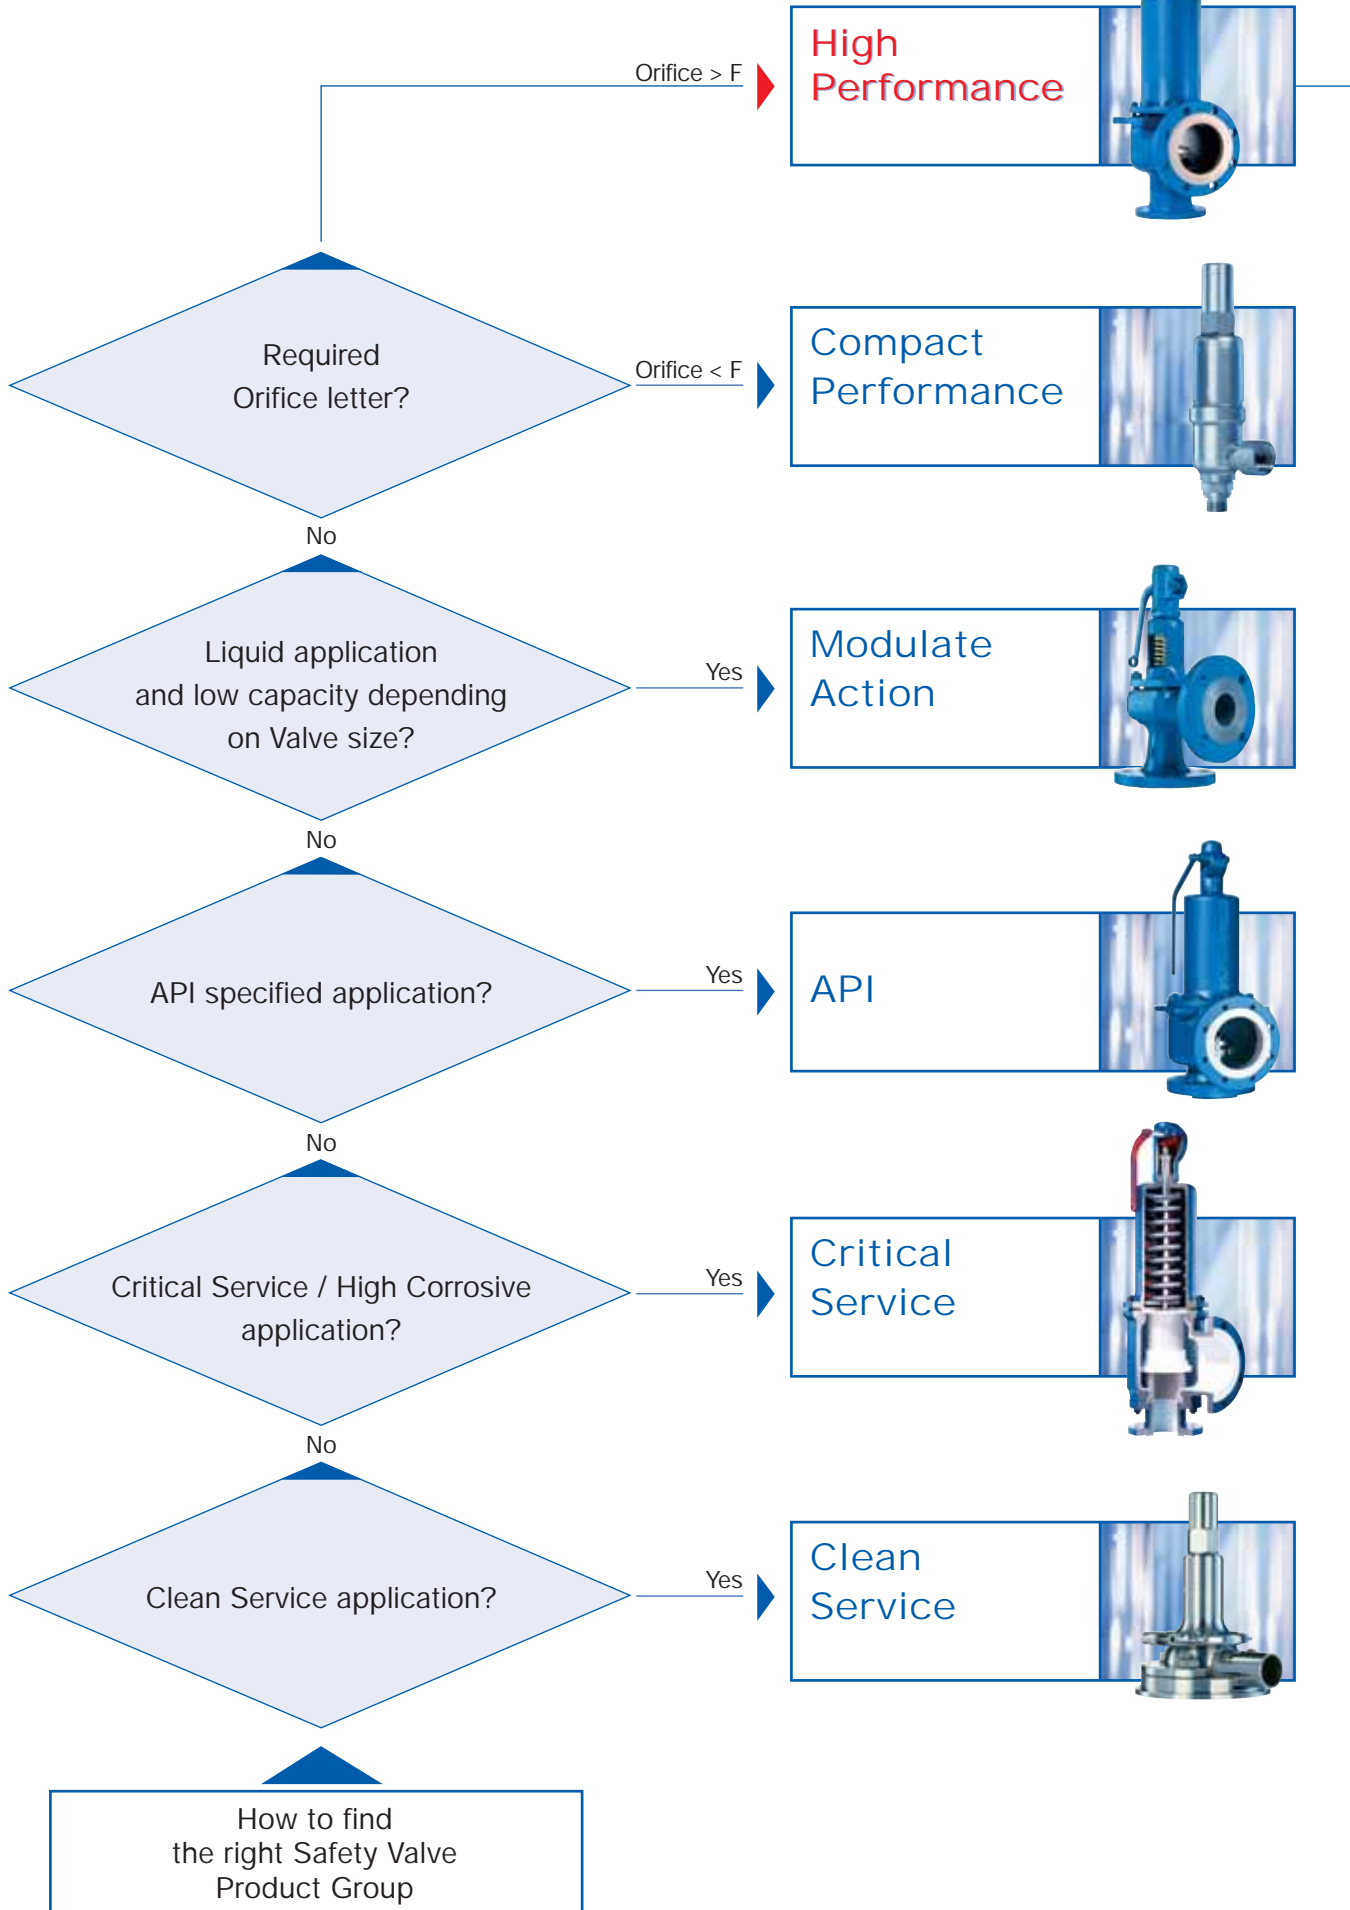 Orifice > F
High
Performance
Required
Orifice letter?
Orifice < F
Compact
Performance
No
Liquid application
and low capacity depending
on Valve size?
Yes
Modulate
Action
No
API specified application?
Yes
API
No
Critical Service / High Corrosive
application?
Yes
Critical
Service
No
Clean Service application?
Yes
Clean
Service
How to find
the right Safety Valve
Product Group